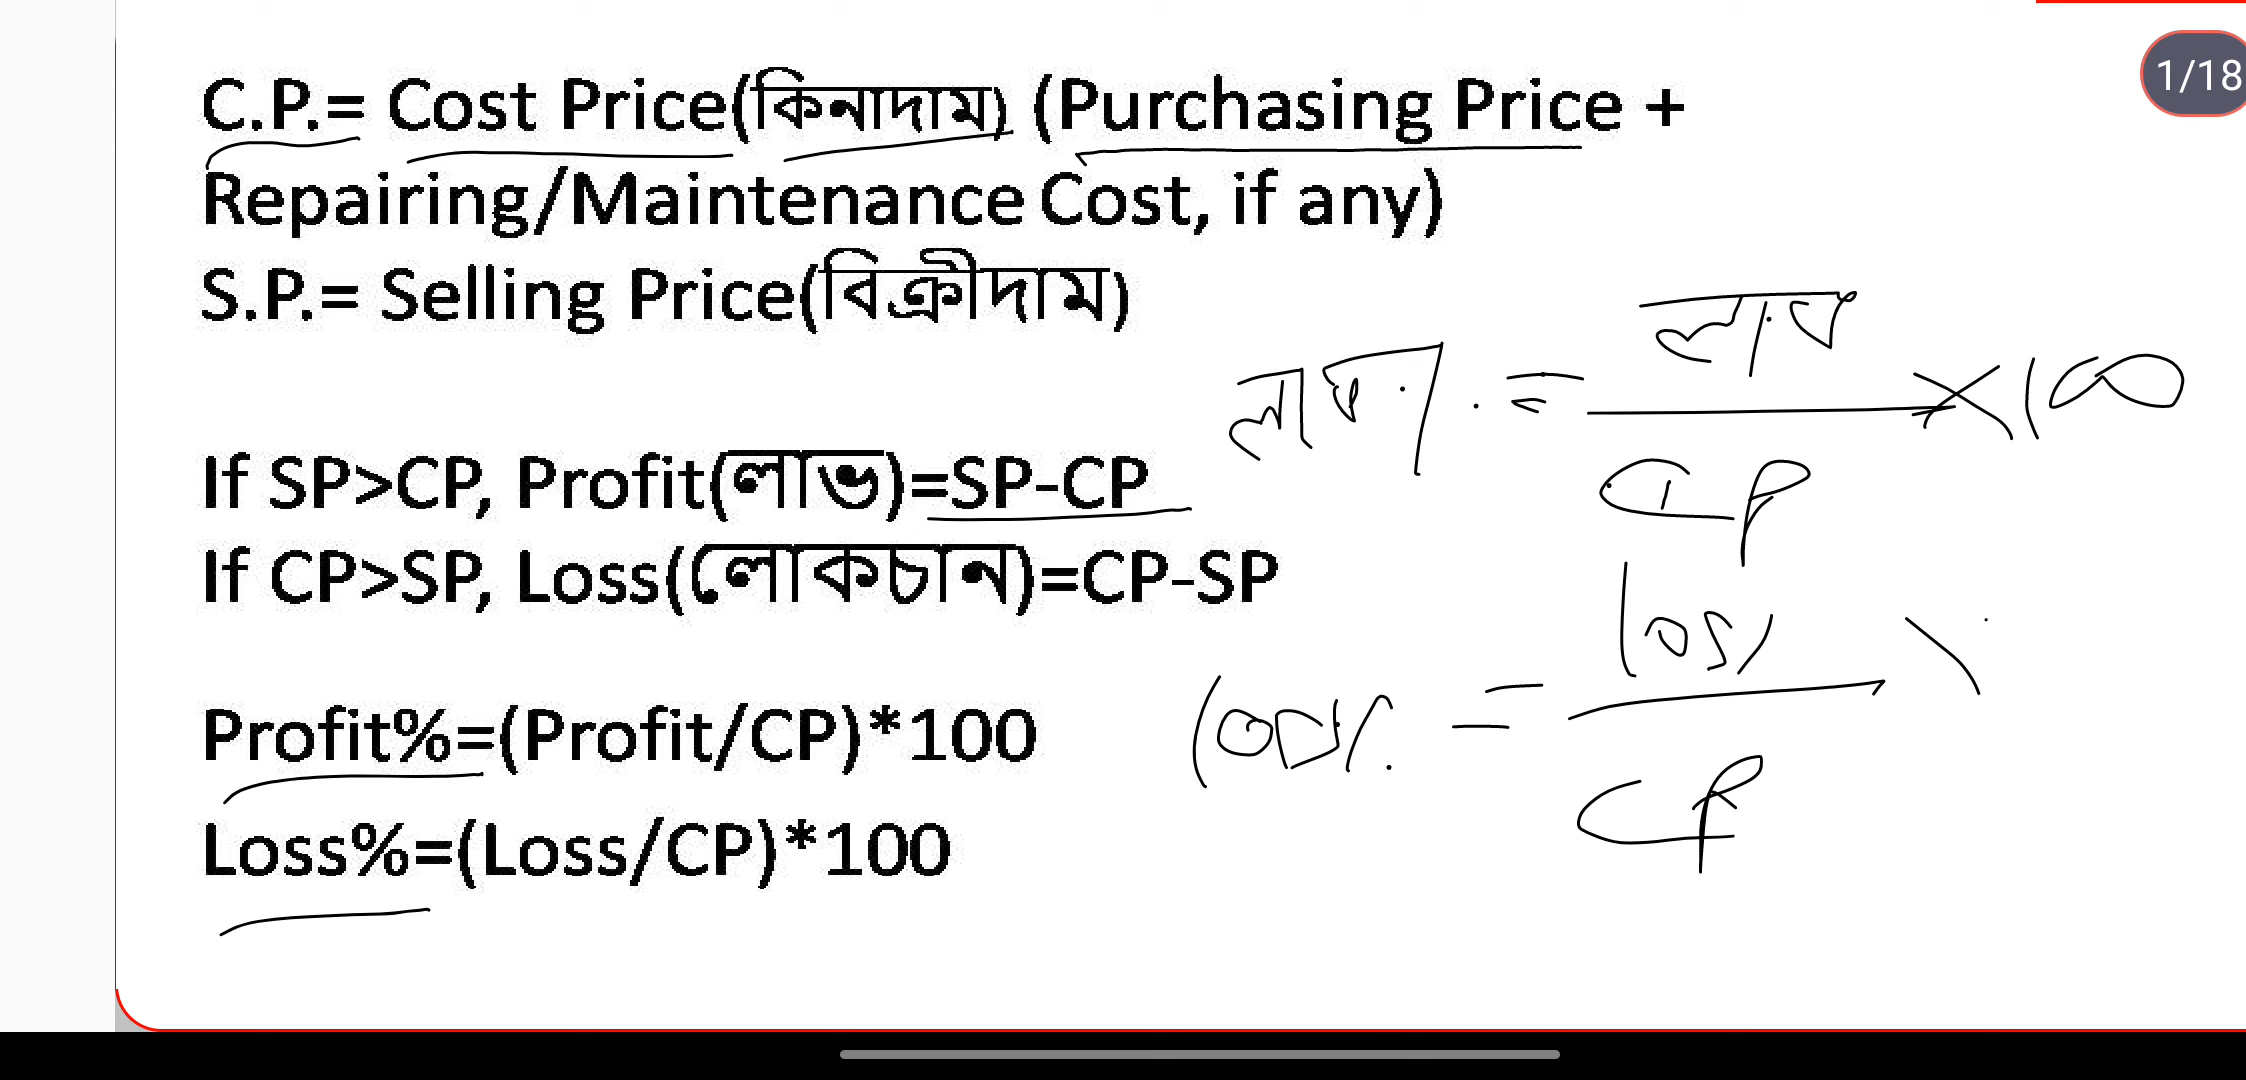 1/18
C.P.= Cost Price(কিনাদাম) (Purchasing Price +
Repairing/Maintenance Cost, if any)
S.P.= Selling Price(বিক্রীদাম)
If SP>CP, Profit(লাভ)=SP-CP
If CP>SP, Loss(লোকচান)=CP-SP
Profit%=(Profit/CP)*100
Loss%=(Loss/CP)*100
লাভ
লাভ % = ×100
CP
loss
= ×
CP